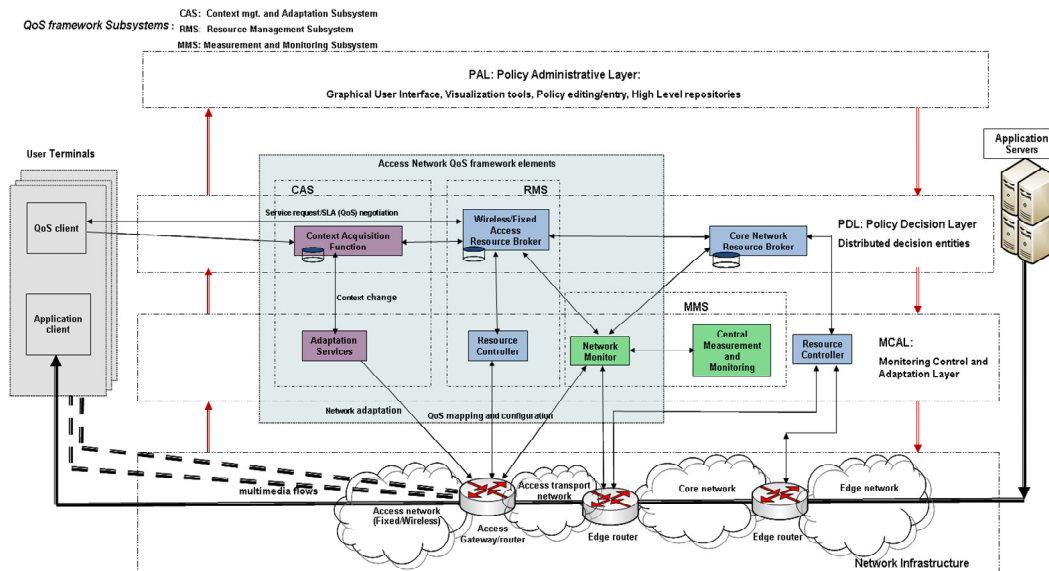 QoS framework Subsystems :
CAS: Context mgt. and Adaptation Subsystem
RMS: Resource Management Subsystem
MMS: Measurement and Monitoring Subsystem
PAL: Policy Administrative Layer:
Graphical User Interface, Visualization tools, Policy editing/entry, High Level repositories
User Terminals
Application
Servers
Access Network QoS framework elements
CAS
RMS
QoS client
Service request/SLA (QoS) negotiation
Context Acquisition
Function
Wireless/Fixed
Access
Resource Broker
Core Network
Resource Broker
PDL: Policy Decision Layer
Distributed decision entities
Context change
MMS
Application
client
Adaptation
Services
Resource
Controller
Network
Monitor
Central
Measurement
and
Monitoring
Resource
Controller
MCAL:
Monitoring Control and
Adaptation Layer
Network adaptation
QoS mapping and configuration
multimedia flows
Access network
(Fixed/Wireless)
Access
Gateway/router
Access transport
network
Edge router
Core network
Edge router
Edge network
Network Infrastructure